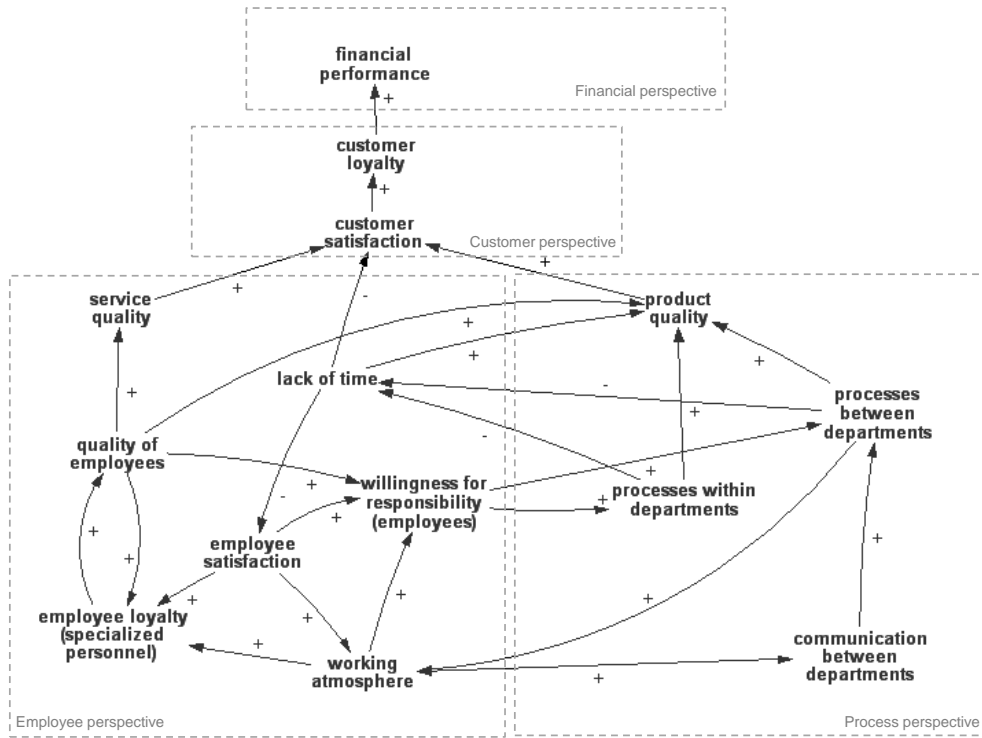 financial
performance
+
Financial perspective
customer
loyalty
+
customer
satisfaction
Customer perspective
+
+
-
service
quality
product
quality
+
+
+
lack of time
-
+
+
processes
between
departments
quality of
employees
-
+
willingness for
responsibility
(employees)
+
+
-
+
processes within
departments
+
+
+
employee
satisfaction
+
+
employee loyalty
(specialized
personnel)
+
+
+
+
working
atmosphere
+
communication
between
departments
+
Employee perspective
Process perspective